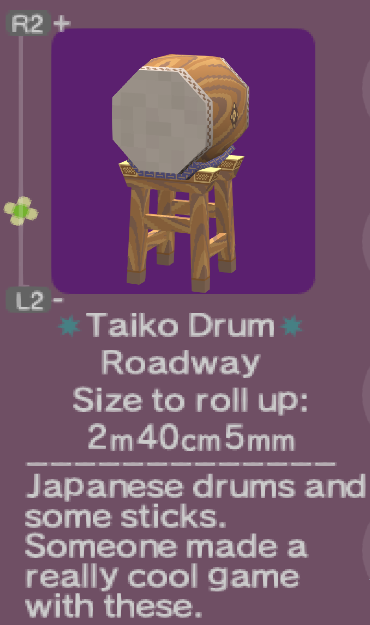 R2 +
L2 -
Taiko Drum
Roadway
Size to roll up:
2m40cm5mm
Japanese drums and
some sticks.
Someone made a
really cool game
with these.